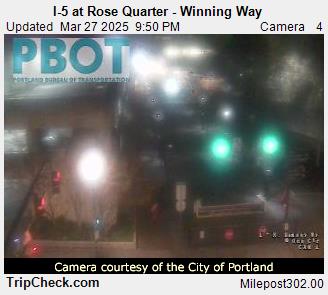 I-5 at Rose Quarter - Winning Way
Updated Mar 27 2025 9:50 PM Camera 4
PBOT
PORTLAND BUREAU OF TRANSPORTATION
Camera courtesy of the City of Portland
TripCheck.com Milepost302.00